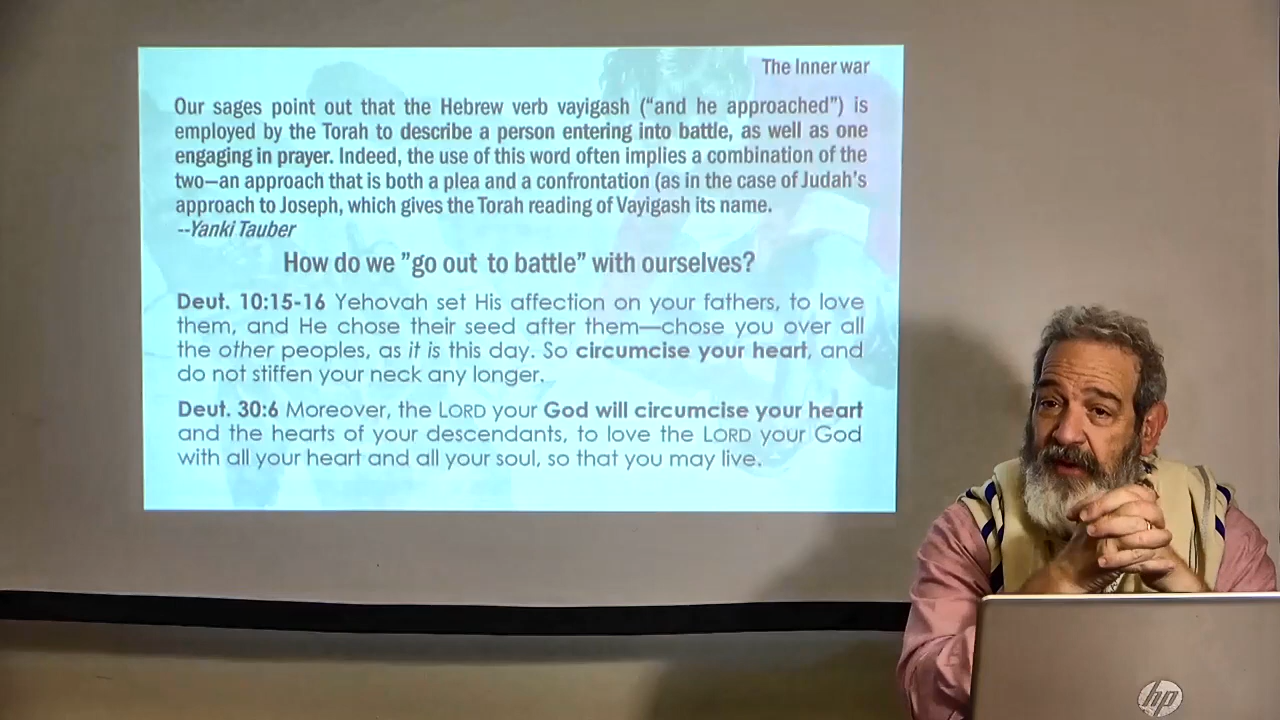 The Inner war
Our sages point out that the Hebrew verb vayigash (“and he approached”) is
employed by the Torah to describe a person entering into battle, as well as one
engaging in prayer. Indeed, the use of this word often implies a combination of the
two—an approach that is both a plea and a confrontation (as in the case of Judah’s
approach to Joseph, which gives the Torah reading of Vayigash its name.
--Yanki Tauber
How do we ”go out to battle” with ourselves?
Deut. 10:15-16 Yehovah set His affection on your fathers, to love
them, and He chose their seed after them—chose you over all
the other peoples, as it is this day. So circumcise your heart, and
do not stiffen your neck any longer.
Deut. 30:6 Moreover, the LORD your God will circumcise your heart
and the hearts of your descendants, to love the LORD your God
with all your heart and all your soul, so that you may live.
hp